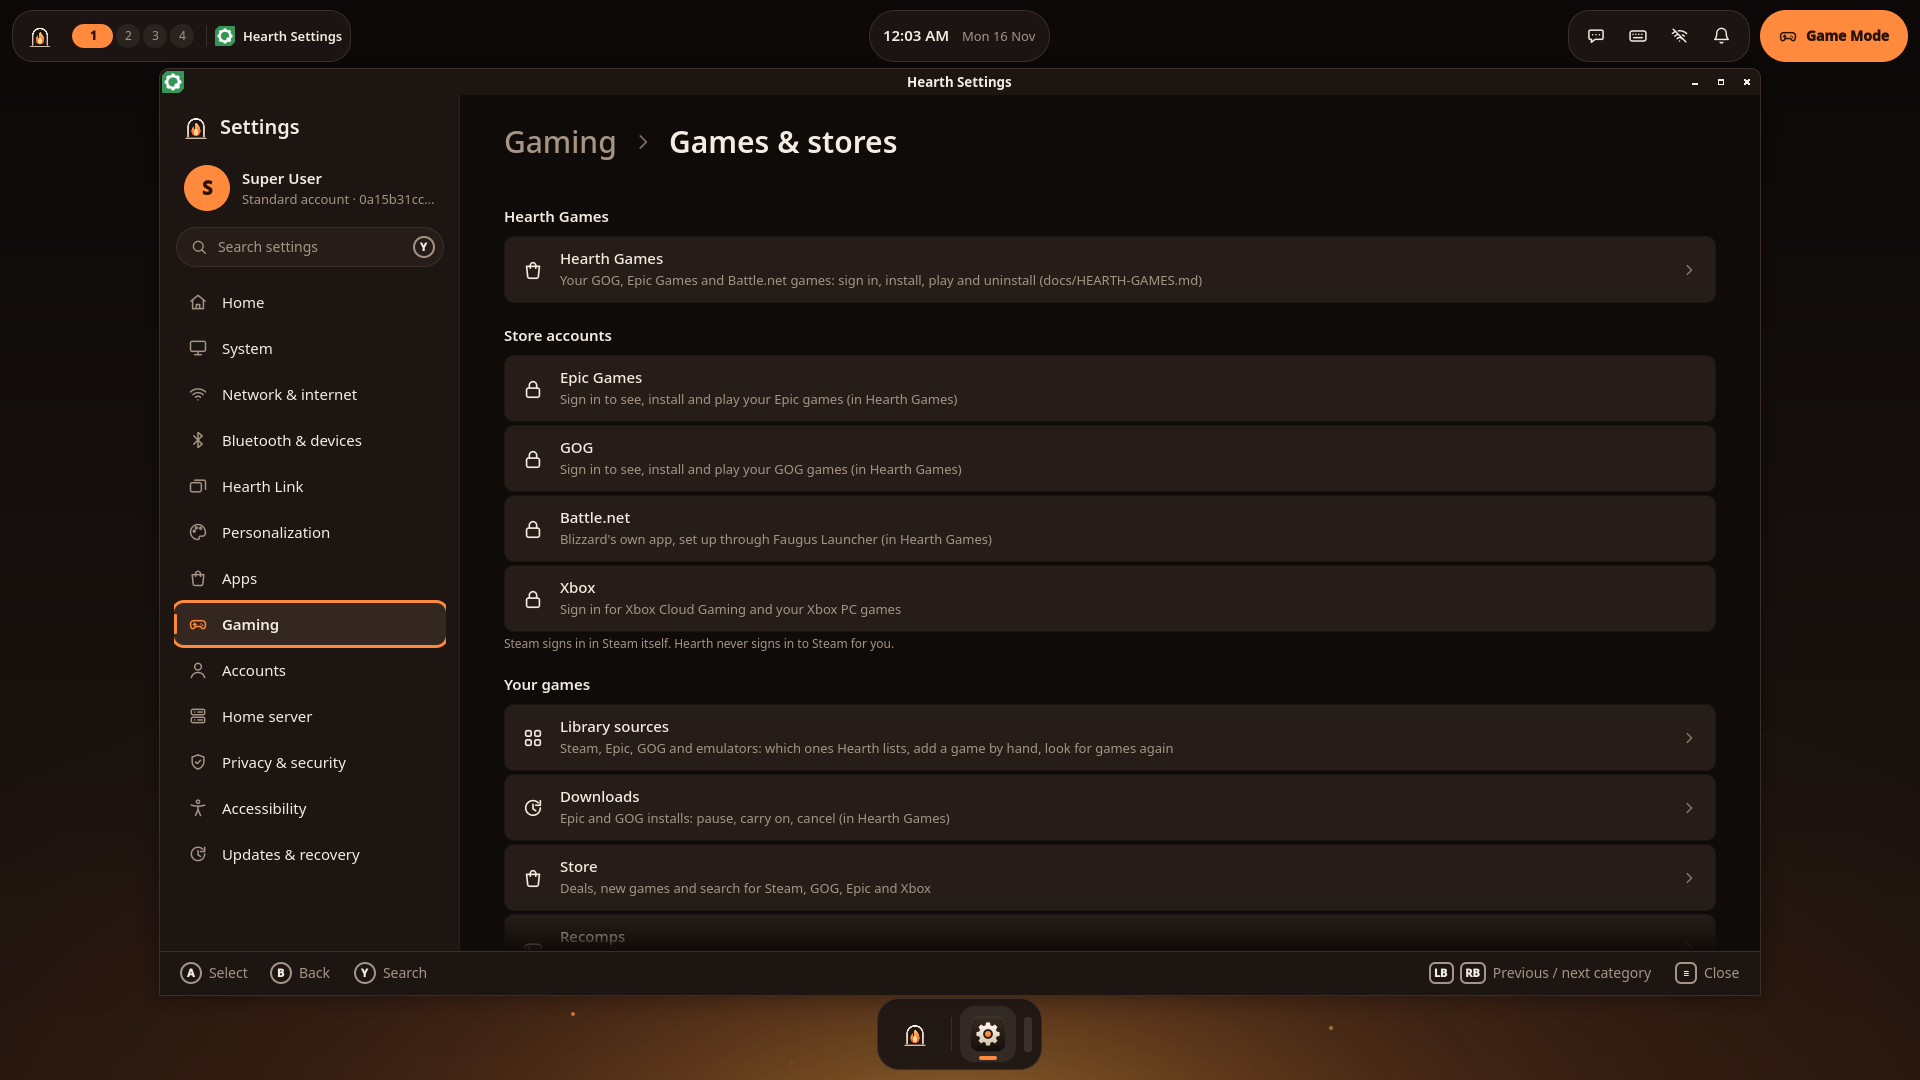 1 2 3 4 Hearth Settings
12:03 AM Mon 16 Nov
Game Mode
Hearth Settings
Settings
S
Super User
Standard account · 0a15b31cc...
Search settings Y
Home
System
Network & internet
Bluetooth & devices
Hearth Link
Personalization
Apps
Gaming
Accounts
Home server
Privacy & security
Accessibility
Updates & recovery
Gaming > Games & stores
Hearth Games
Hearth Games
Your GOG, Epic Games and Battle.net games: sign in, install, play and uninstall (docs/HEARTH-GAMES.md)
Store accounts
Epic Games
Sign in to see, install and play your Epic games (in Hearth Games)
GOG
Sign in to see, install and play your GOG games (in Hearth Games)
Battle.net
Blizzard's own app, set up through Faugus Launcher (in Hearth Games)
Xbox
Sign in for Xbox Cloud Gaming and your Xbox PC games
Steam signs in in Steam itself. Hearth never signs in to Steam for you.
Your games
Library sources
Steam, Epic, GOG and emulators: which ones Hearth lists, add a game by hand, look for games again
Downloads
Epic and GOG installs: pause, carry on, cancel (in Hearth Games)
Store
Deals, new games and search for Steam, GOG, Epic and Xbox
Recomps
A Select B Back Y Search
LB RB Previous / next category ≡ Close